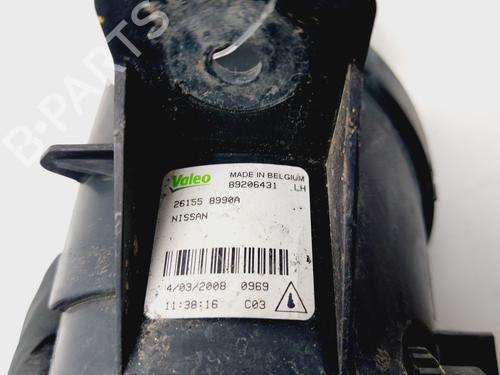 B-PARTS
Valeo MADE IN BELGIUM
89206431 LH
26155 8990A
NISSAN
4/03/2008 0969
11:38:16 C03